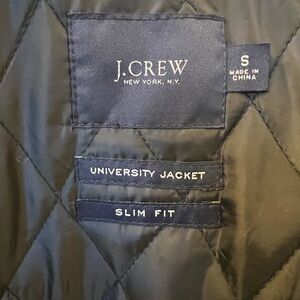 J.CREW
NEW YORK, N.Y.
S
MADE IN
CHINA
UNIVERSITY JACKET
SLIM FIT